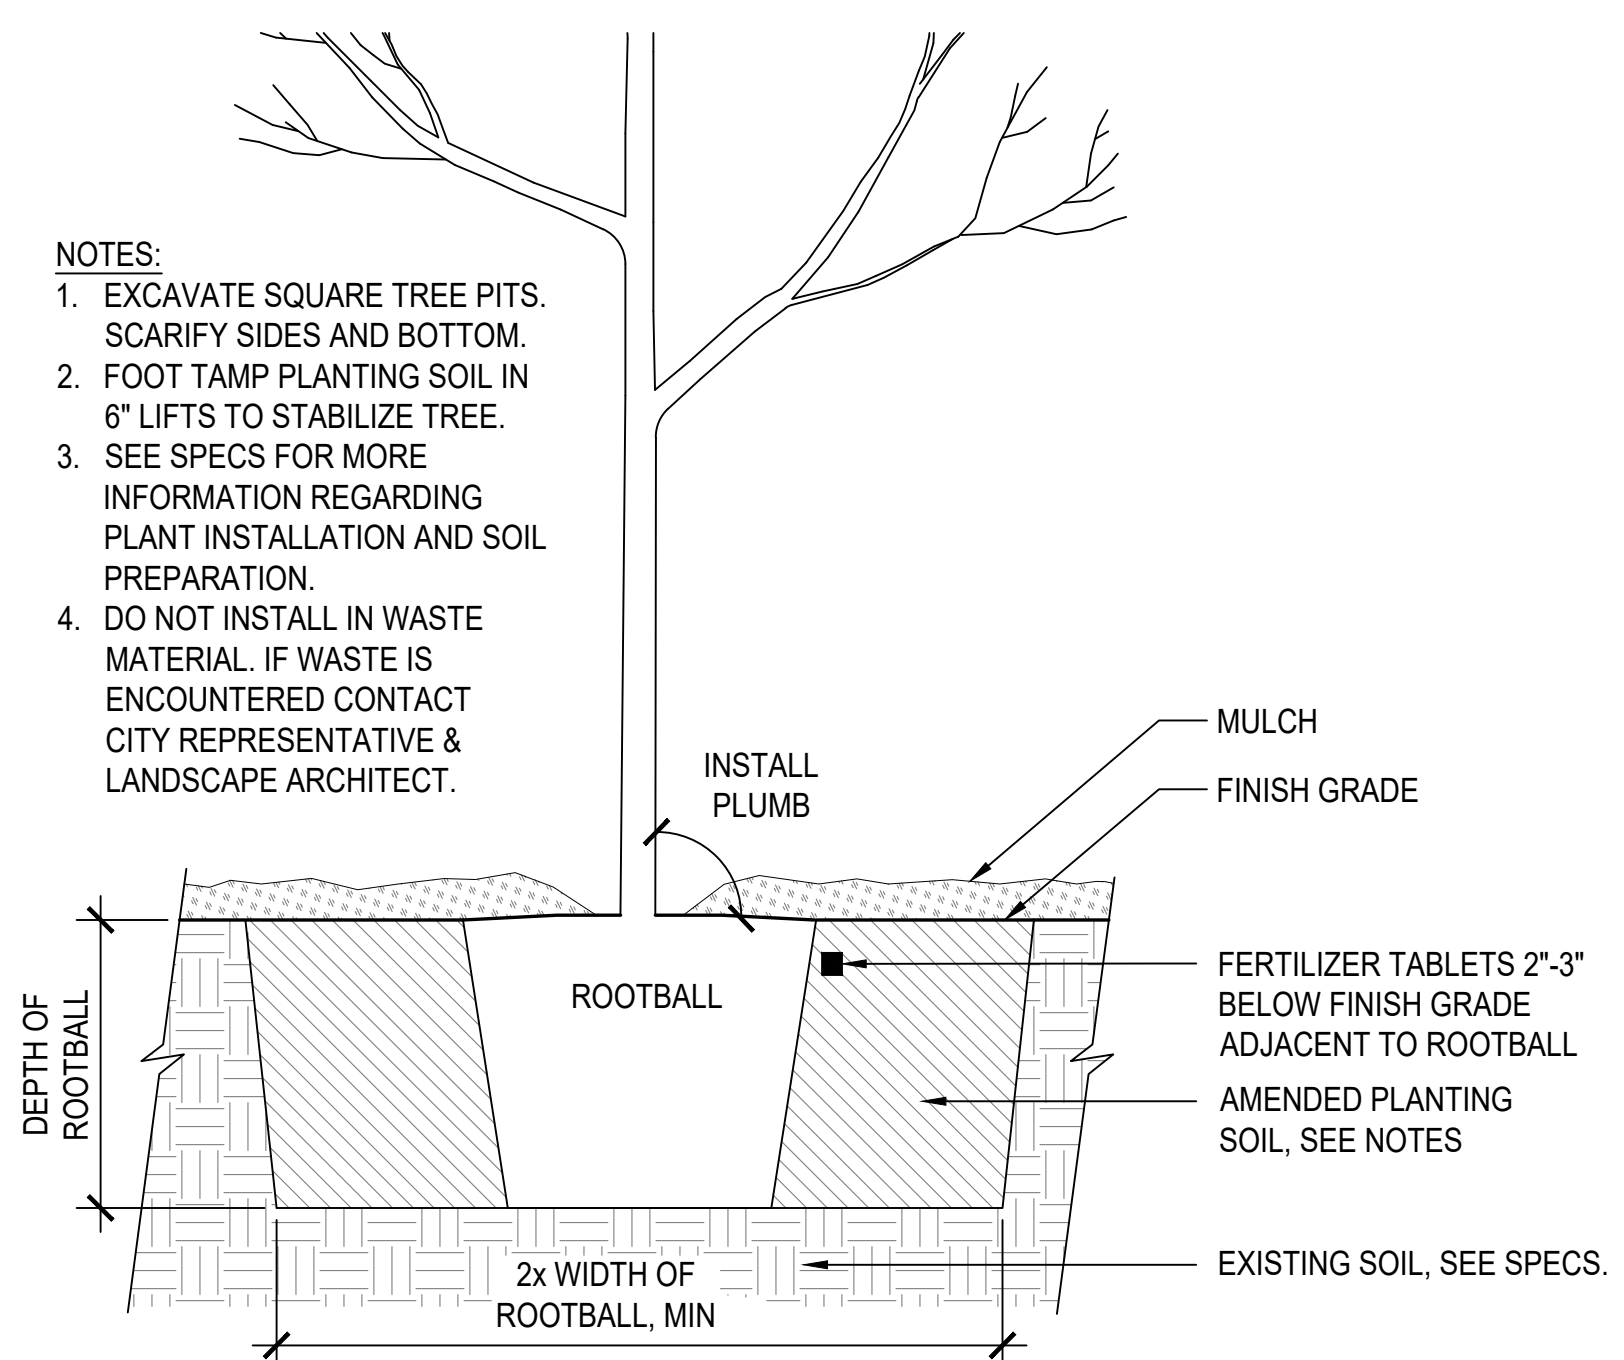 NOTES:
1. EXCAVATE SQUARE TREE PITS.
SCARIFY SIDES AND BOTTOM.
2. FOOT TAMP PLANTING SOIL IN
6" LIFTS TO STABILIZE TREE.
3. SEE SPECS FOR MORE
INFORMATION REGARDING
PLANT INSTALLATION AND SOIL
PREPARATION.
4. DO NOT INSTALL IN WASTE
MATERIAL. IF WASTE IS
ENCOUNTERED CONTACT
CITY REPRESENTATIVE &
LANDSCAPE ARCHITECT.
INSTALL
PLUMB
MULCH
FINISH GRADE
ROOTBALL
FERTILIZER TABLETS 2"-3"
BELOW FINISH GRADE
ADJACENT TO ROOTBALL
AMENDED PLANTING
SOIL, SEE NOTES
DEPTH OF
ROOTBALL
EXISTING SOIL, SEE SPECS.
2x WIDTH OF
ROOTBALL, MIN